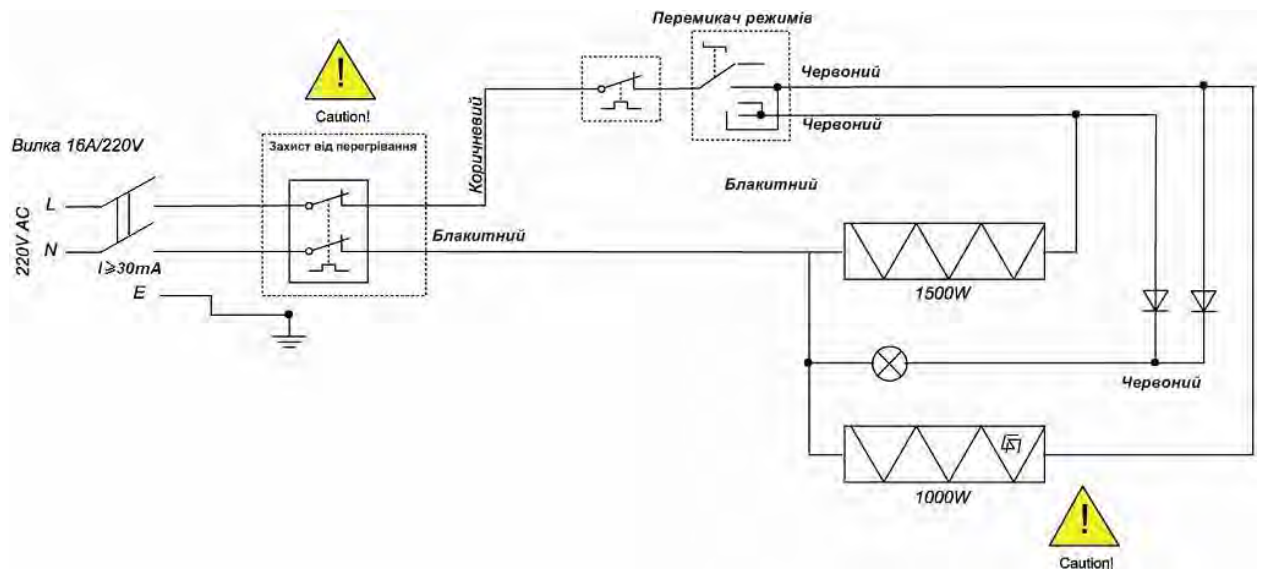 Перемикач режимів
Caution!
Червоний
Коричневий
Червоний
Вилка 16А/220V
Захист від перегрівання
Блакитний
L
220V AC
N
Блакитний
I⩾30mA
E
1500W
Червоний
1000W
Caution!